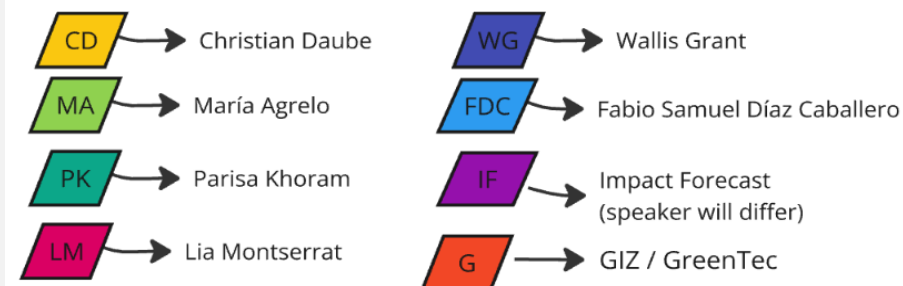 CD Christian Daube
MA María Agrelo
PK Parisa Khoram
LM Lia Montserrat
WG Wallis Grant
FDC Fabio Samuel Díaz Caballero
IF Impact Forecast
(speaker will differ)
G GIZ / GreenTec